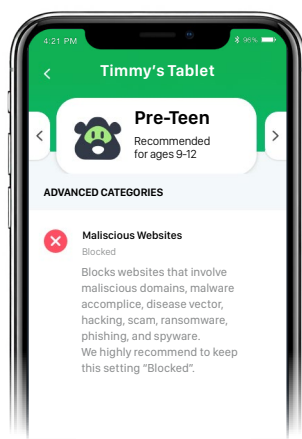 4:21 PM
96%
Timmy's Tablet
Pre-Teen
Recommended
for ages 9-12
ADVANCED CATEGORIES
Maliscious Websites
Blocked
Blocks websites that involve
maliscious domains, malware
accomplice, disease vector,
hacking, scam, ransomware,
phishing, and spyware.
We highly recommend to keep
this setting "Blocked".